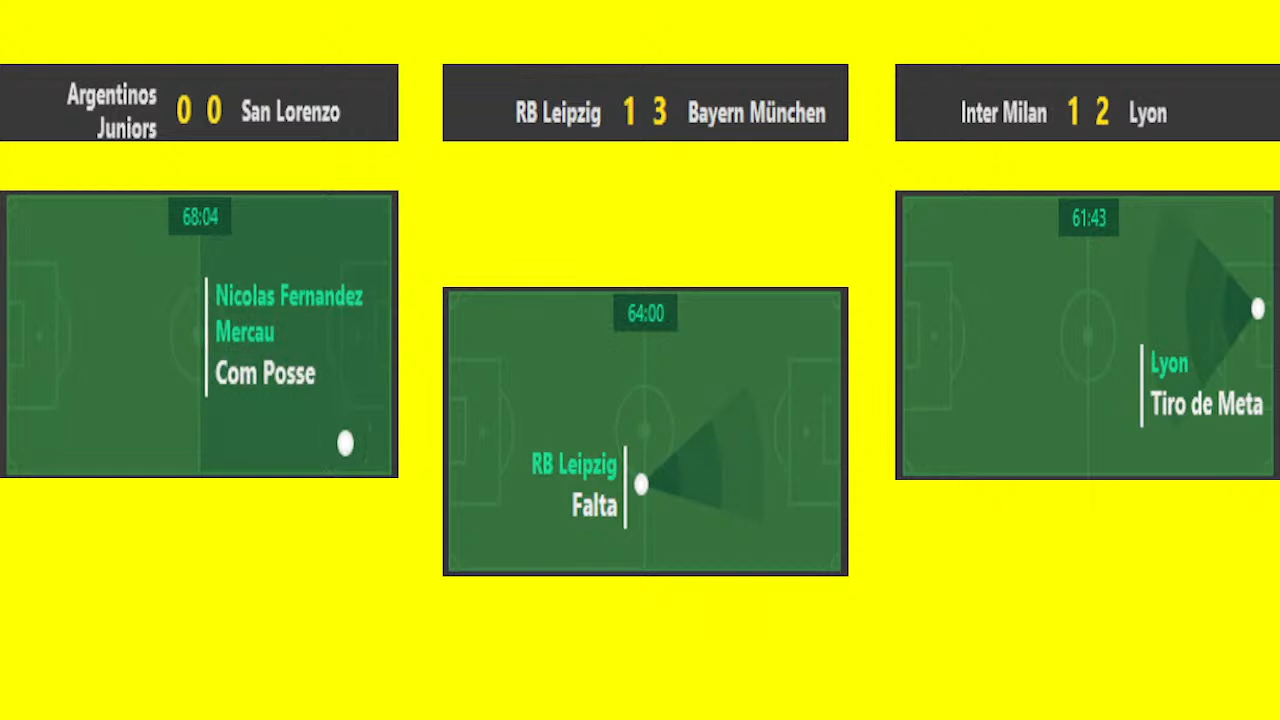 Argentinos
Juniors
0 0
San Lorenzo
RB Leipzig 1 3 Bayern München
Inter Milan 1 2 Lyon
68:04
Nicolas Fernandez
Mercau
Com Posse
64:00
RB Leipzig
Falta
61:43
Lyon
Tiro de Meta